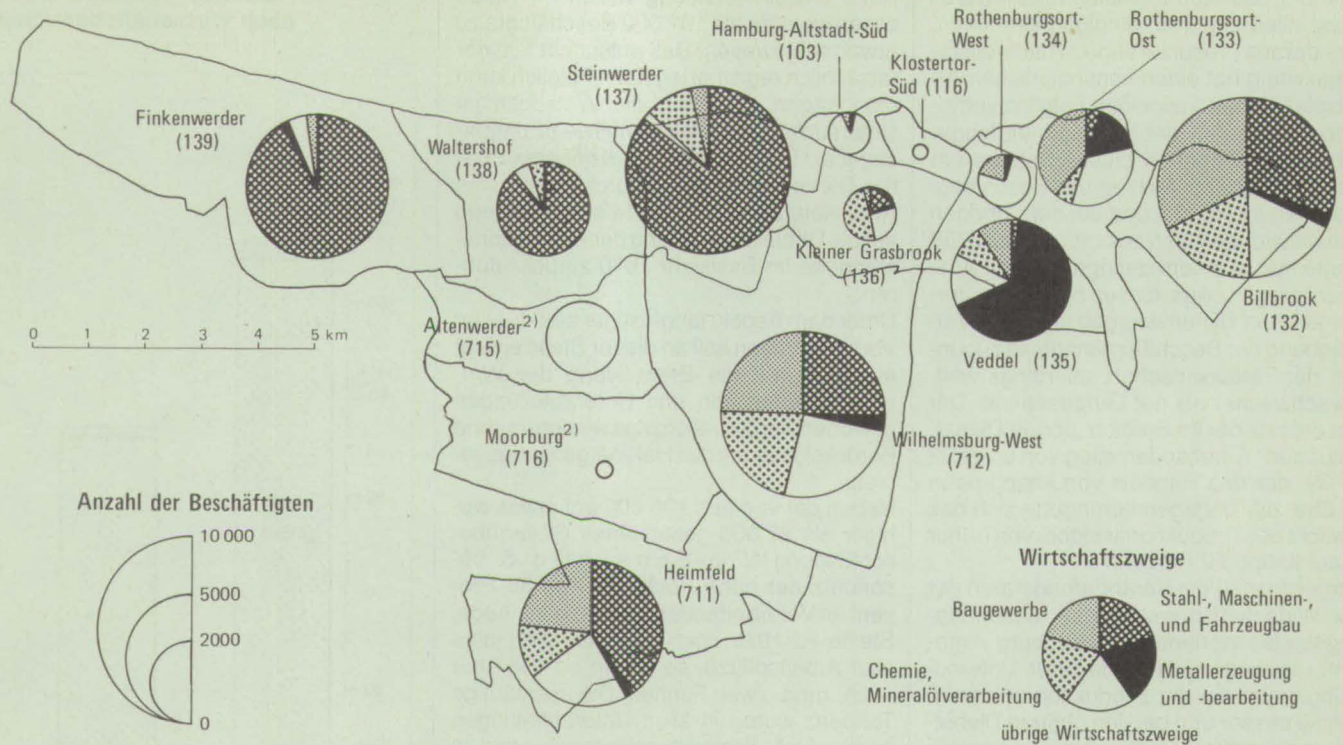 Rothenburgsort-
West
(134)
Rothenburgsort-
Ost
(133)
Hamburg-Altstadt-Süd
(103)
Klostertor-
Süd (116)
Steinwerder
(137)
Finkenwerder
(139)
Waltershof
(138)
Kleiner Grasbrook
(136)
Billbrook
(132)
Veddel (135)
0 1 2 3 4 5 km
Altenwerder2)
(715)
Moorburg2)
(716)
Wilhelmsburg-West
(712)
Heimfeld
(711)
Anzahl der Beschäftigten
10 000
5000
2000
0
Wirtschaftszweige
Baugewerbe
Stahl-, Maschinen-,
und Fahrzeugbau
Chemie,
Mineralölverarbeitung
Metallerzeugung
und -bearbeitung
übrige Wirtschaftszweige